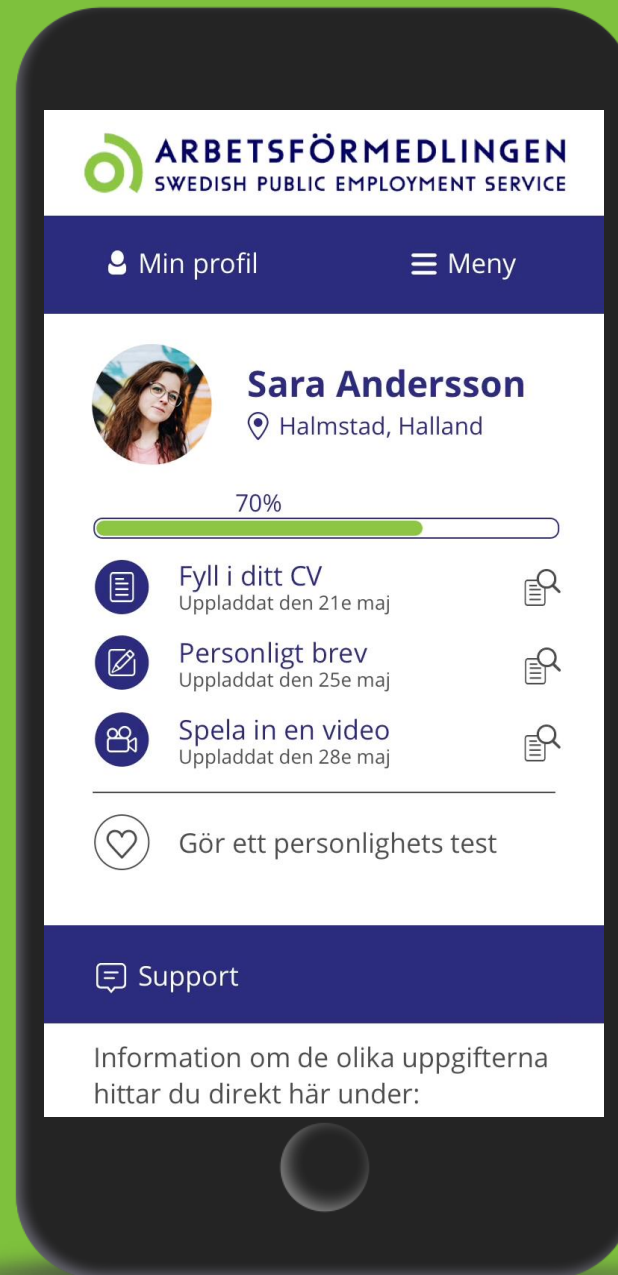 ARBETSFÖRMEDLINGEN
SWEDISH PUBLIC EMPLOYMENT SERVICE
Min profil
Meny
Sara Andersson
Halmstad, Halland
70%
Fyll i ditt CV
Uppladdat den 21e maj
Personligt brev
Uppladdat den 25e maj
Spela in en video
Uppladdat den 28e maj
Gör ett personlighets test
Support
Information om de olika uppgifterna
hittar du direkt här under: